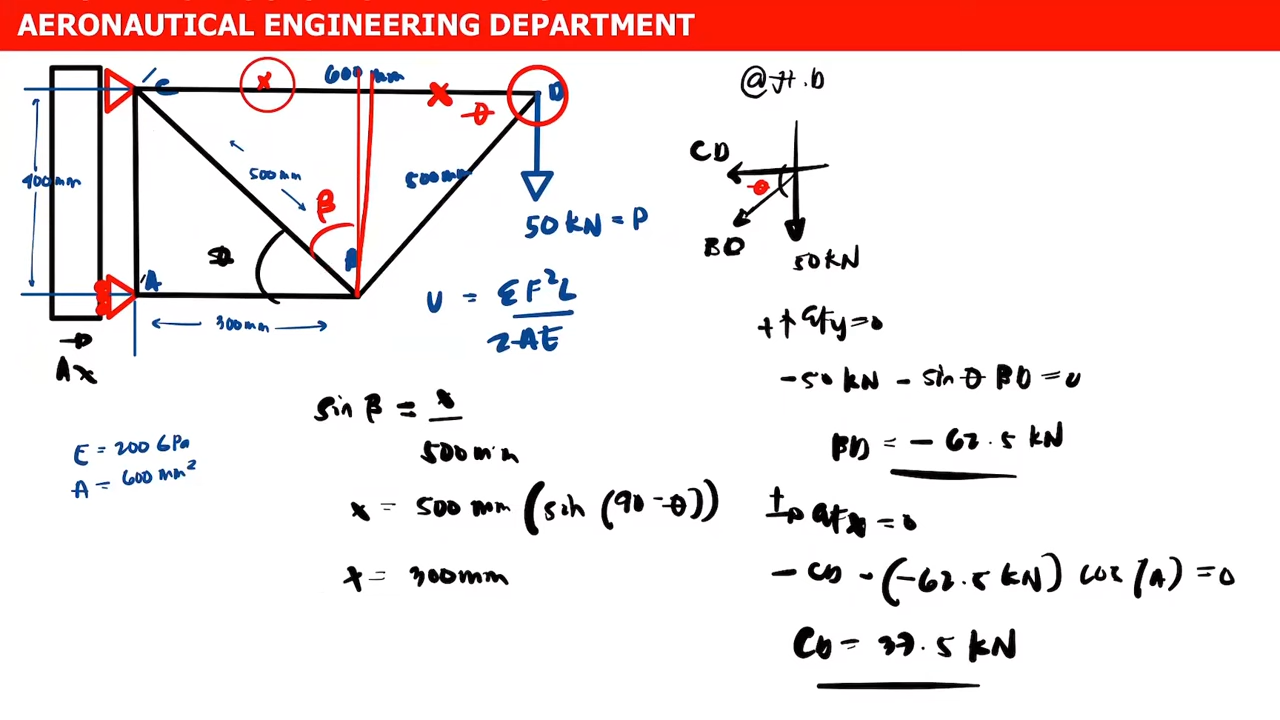 AERONAUTICAL ENGINEERING DEPARTMENT
C
x
600 mm
x
θ
D
400 mm
500 mm
500 mm
β
50 kN = P
θ
B
A
300 mm
Ax
U = ΣF²L
2AE
E = 200 GPa
A = 600 mm²
sin β = x
500 mm
x = 500 mm (sin (90 - θ))
x = 300 mm
@ Jt. D
CD
θ
BD
50 kN
+↑ ΣFy = 0
-50 kN - sin θ BD = 0
BD = - 62.5 kN
+→ ΣFx = 0
- CD - (-62.5 kN) cos (A) = 0
CD = 37.5 kN